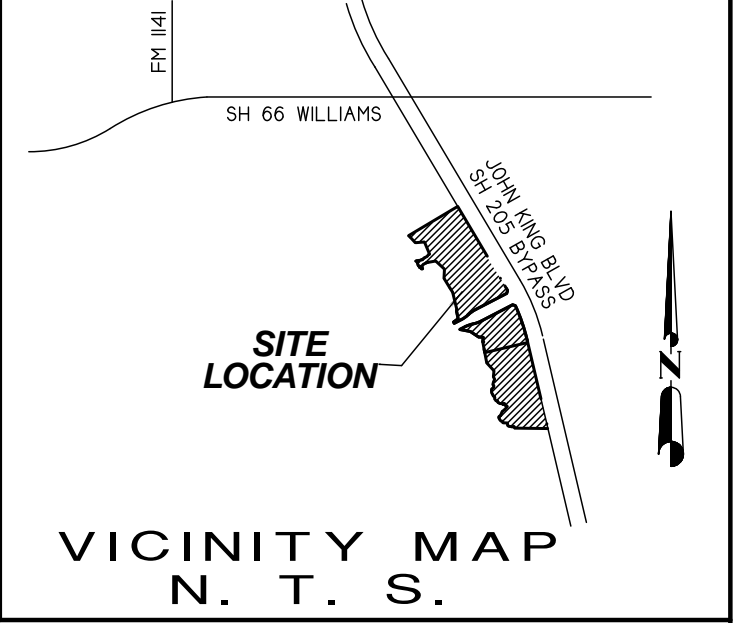 FM 1141
SH 66 WILLIAMS
JOHN KING BLVD
SH 205 BYPASS
SITE
LOCATION
N
VICINITY MAP
N. T. S.